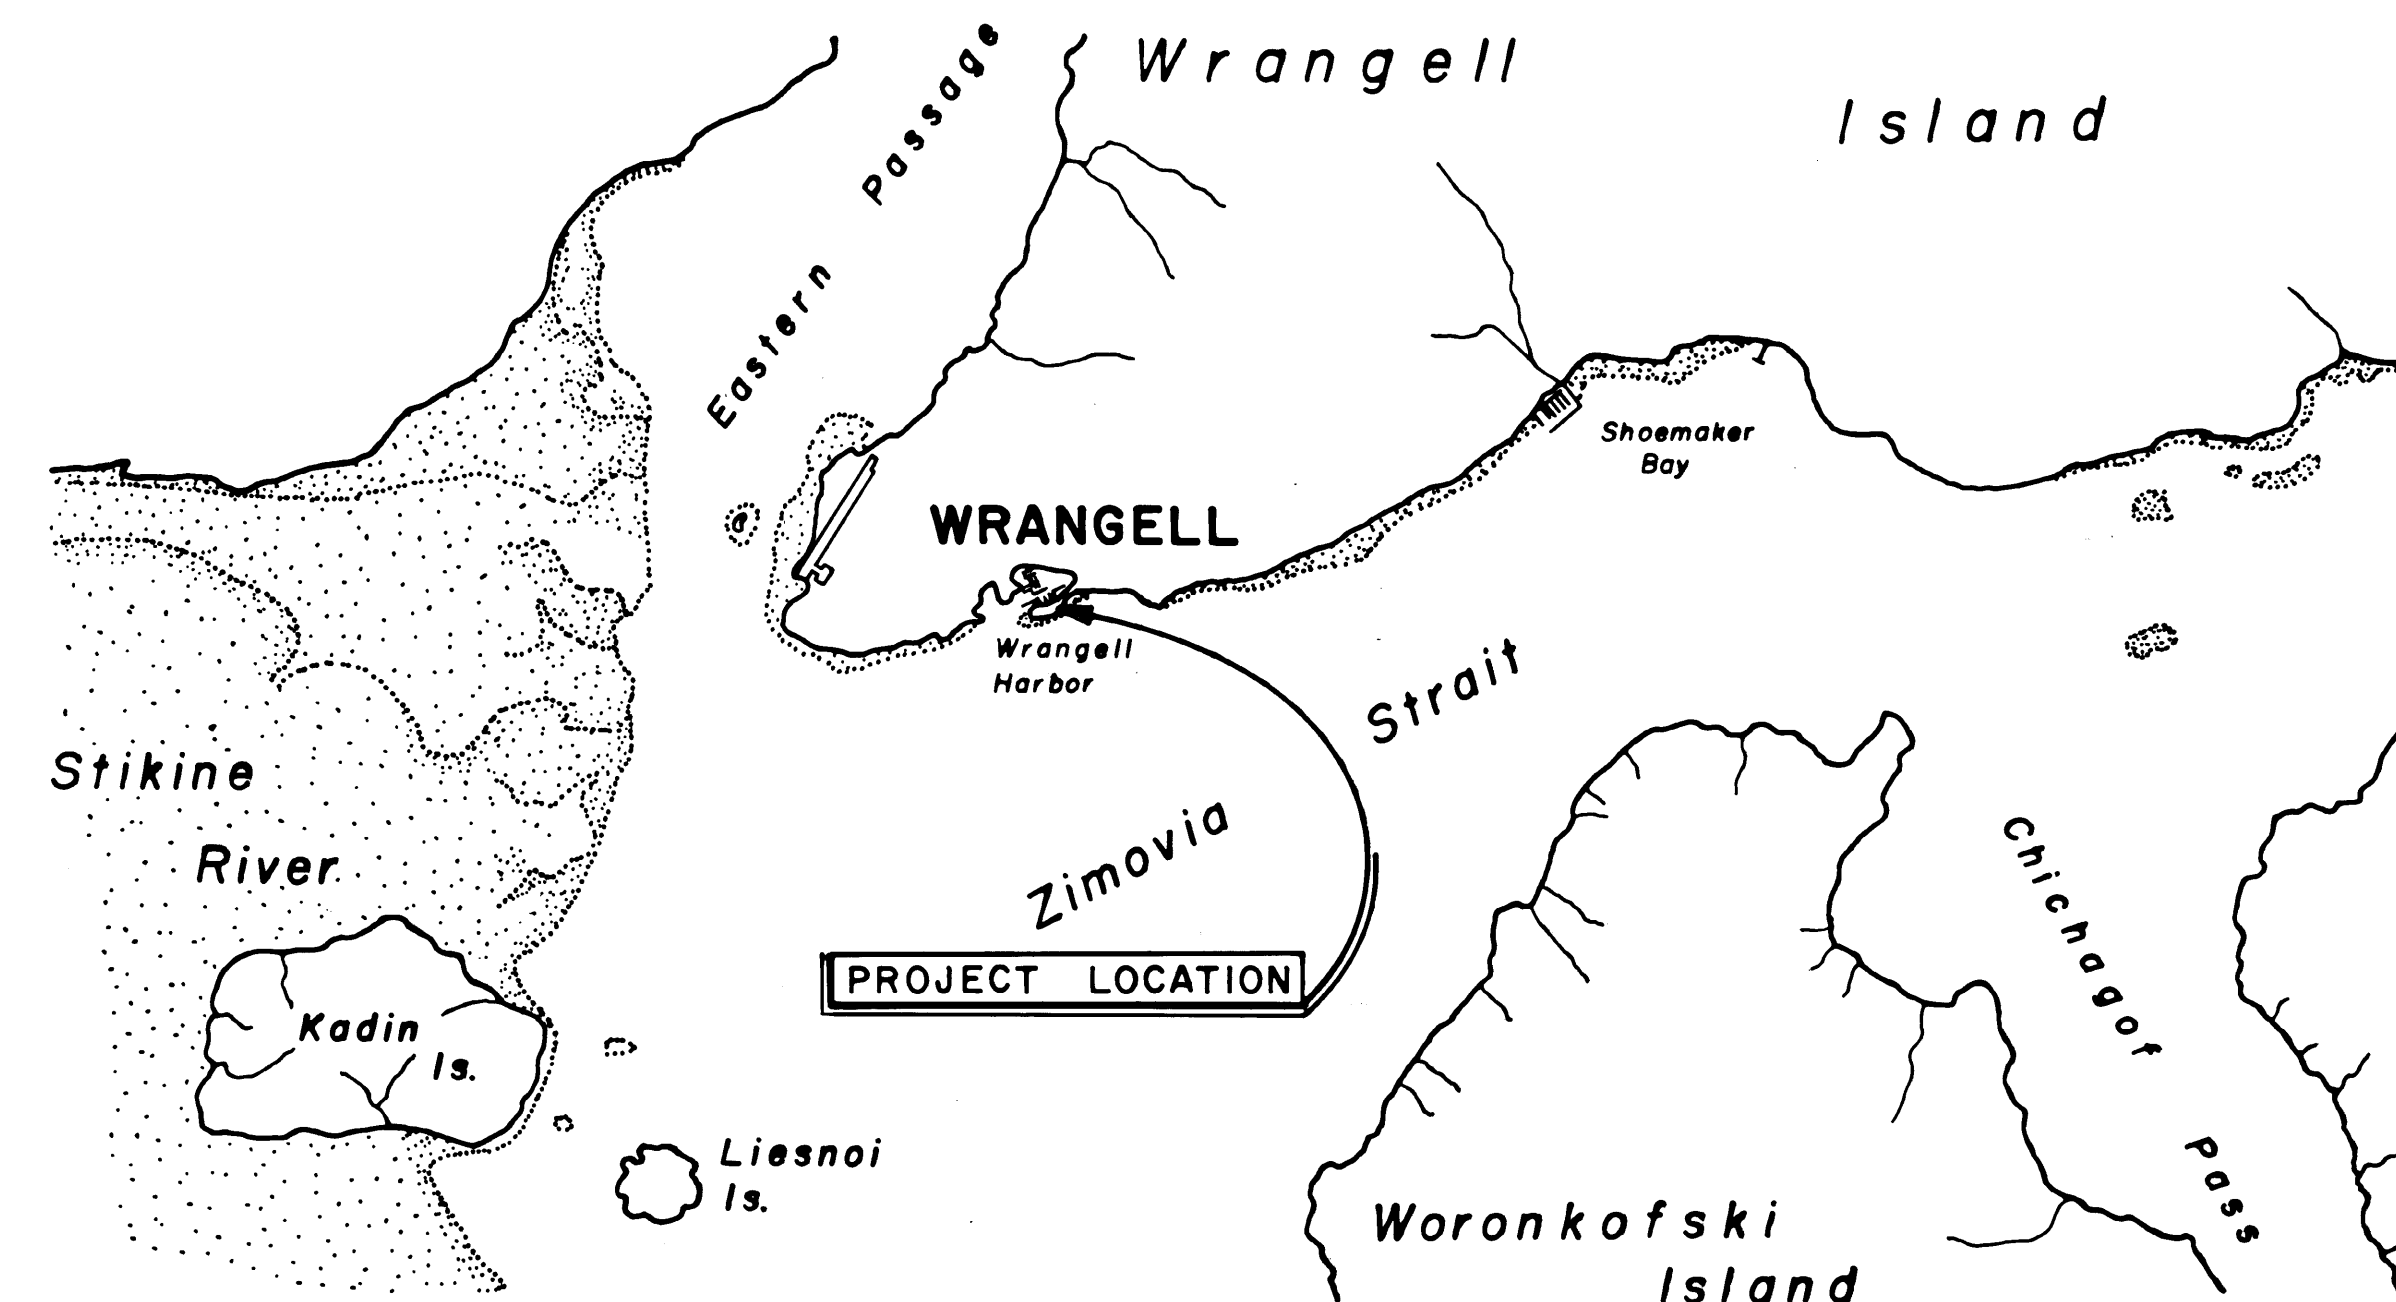 Wrangell
Island
Eastern Passage
WRANGELL
Shoemaker
Bay
Wrangell
Harbor
Zimovia Strait
Stikine
River
PROJECT LOCATION
Chichagof Pass
Kadin
Is.
Liesnoi
Is.
Woronkofski
Island